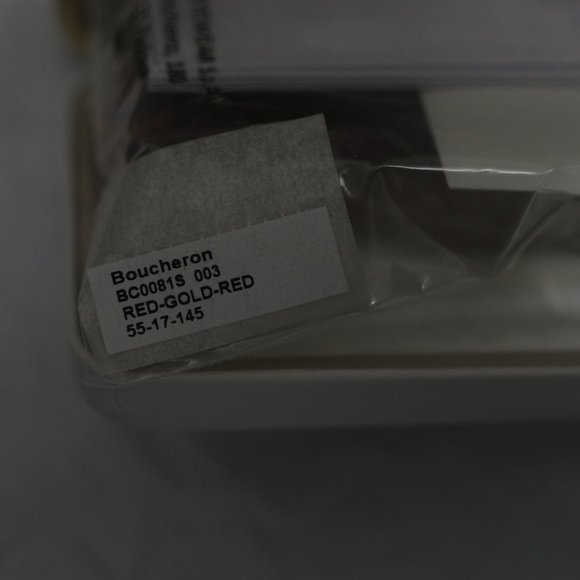 Boucheron
BC0081S 003
RED-GOLD-RED
55-17-145